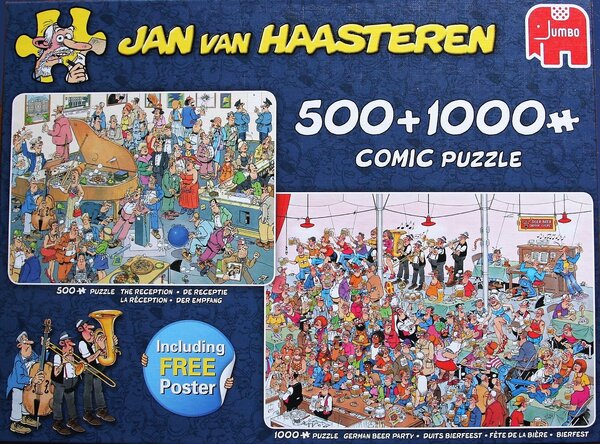 JAN VAN HAASTEREN
JUMBO
500+1000
COMIC PUZZLE
500 PUZZLE THE RECEPTION • DE RECEPTIE
LA RÉCEPTION • DER EMPFANG
Including
FREE
Poster
1000 PUZZLE GERMAN BEER PARTY • DUITS BIERFEEST • FÊTE DE LA BIÈRE • BIERFEST